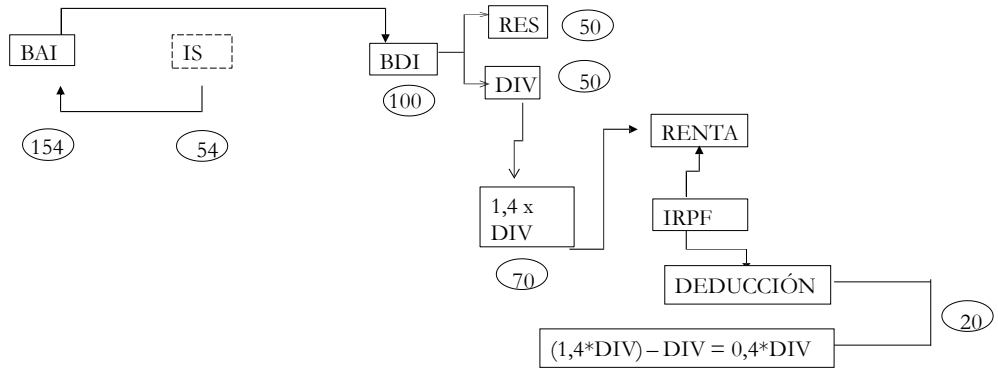 RES
50
BAI
IS
BDI
DIV
50
100
154
54
RENTA
1,4 x
DIV
IRPF
70
DEDUCCIÓN
20
(1,4*DIV) – DIV = 0,4*DIV